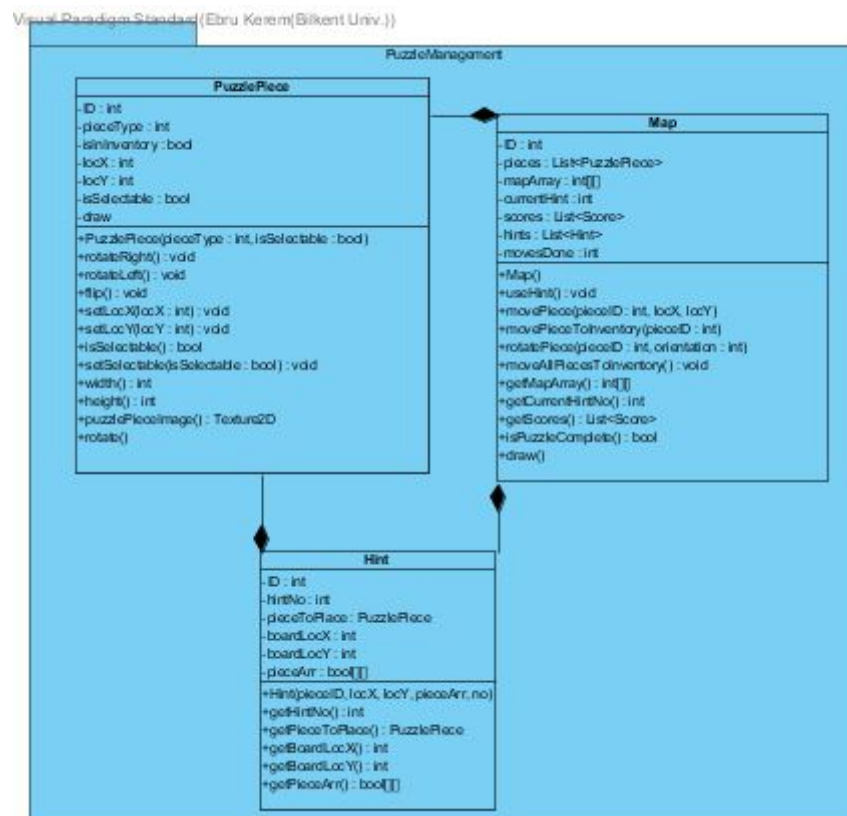 Visual Paradigm Standard(Ebru Kerem(Bilkent Univ.))
PuzzleManagement
PuzzlePiece
-ID : int
-pieceType : int
-isInInventory : bool
-locX : int
-locY : int
-isSelectable : bool
-draw
+PuzzlePiece(pieceType : int, isSelectable : bool)
+rotateRight() : void
+rotateLeft() : void
+flip() : void
+setLocX(locX : int) : void
+setLocY(locY : int) : void
+isSelectable() : bool
+setSelectable(isSelectable : bool) : void
+width() : int
+height() : int
+puzzlePieceImage() : Texture2D
+rotate()
Map
-ID : int
-pieces : List<PuzzlePiece>
-mapArray : int[][]
-currentHint : int
-scores : List<Score>
-hints : List<Hint>
-movesDone : int
+Map()
+useHint() : void
+movePiece(pieceID : int, locX, locY)
+movePieceToInventory(pieceID : int)
+rotatePiece(pieceID : int, orientation : int)
+moveAllPiecesToInventory() : void
+getMapArray() : int[][]
+getCurrentHintNo() : int
+getScores() : List<Score>
+isPuzzleComplete() : bool
+draw()
Hint
-ID : int
-hintNo : int
-pieceToPlace : PuzzlePiece
-boardLocX : int
-boardLocY : int
-pieceArr : bool[][]
+Hint(pieceID, locX, locY, pieceArr, no)
+getHintNo() : int
+getPieceToPlace() : PuzzlePiece
+getBoardLocX() : int
+getBoardLocY() : int
+getPieceArr() : bool[][]